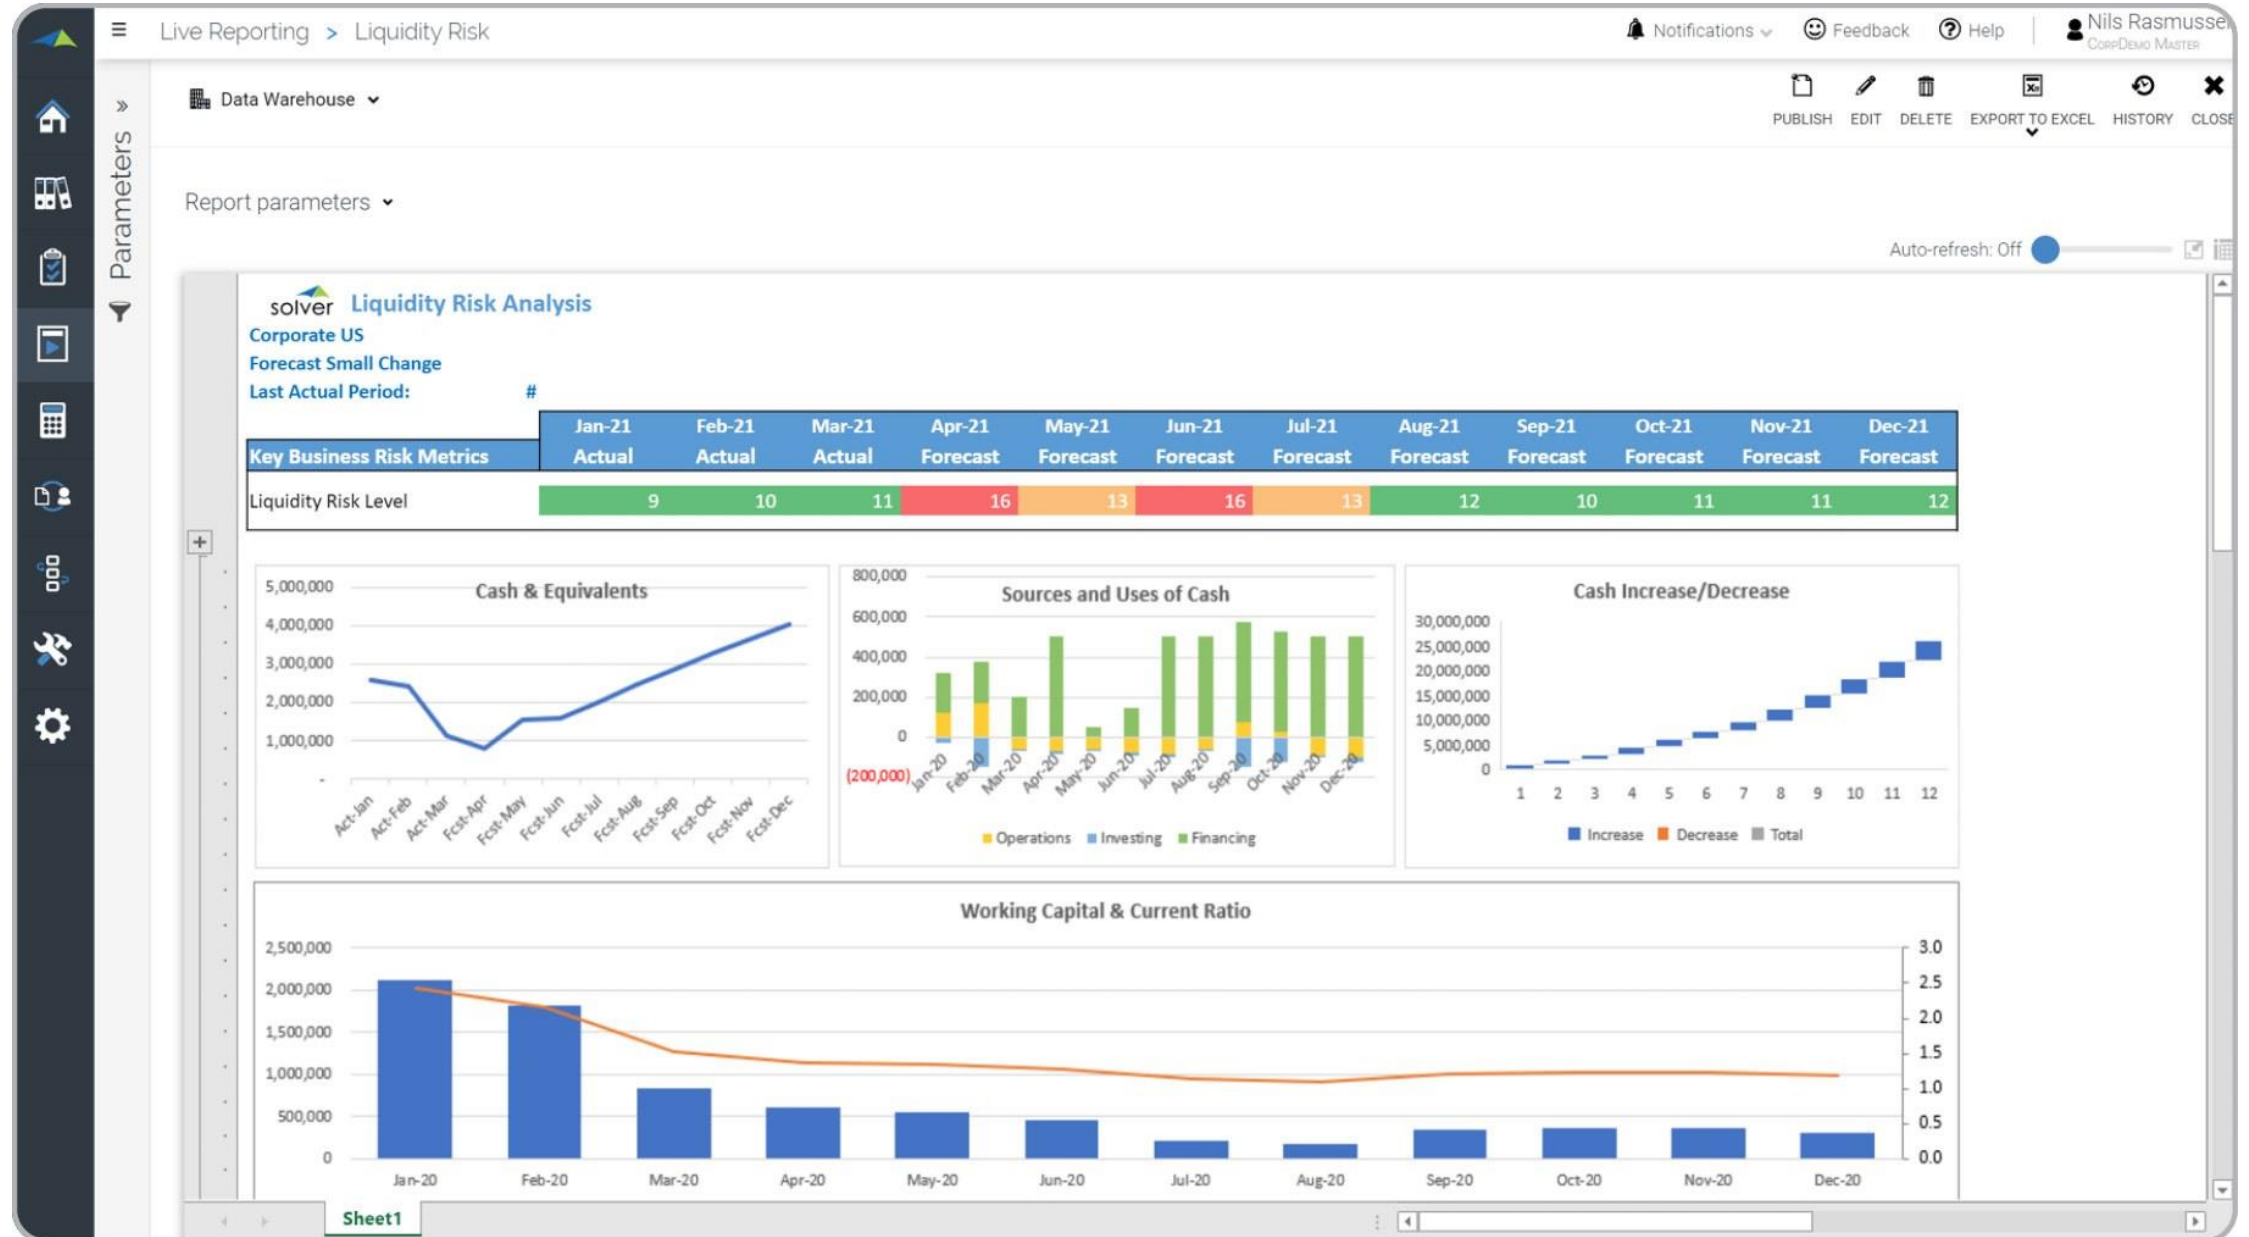 Live Reporting > Liquidity Risk
Notifications
Feedback
Help
Nils Rasmussen
CorpDemo Master
Data Warehouse
PUBLISH
EDIT
DELETE
EXPORT TO EXCEL
HISTORY
CLOSE
Parameters
Report parameters
Auto-refresh: Off
solver Liquidity Risk Analysis
Corporate US
Forecast Small Change
Last Actual Period: #
Jan-21 Feb-21 Mar-21 Apr-21 May-21 Jun-21 Jul-21 Aug-21 Sep-21 Oct-21 Nov-21 Dec-21
Key Business Risk Metrics Actual Actual Actual Forecast Forecast Forecast Forecast Forecast Forecast Forecast Forecast Forecast
Liquidity Risk Level 9 10 11 16 13 16 13 12 10 11 11 12
Cash & Equivalents
5,000,000
4,000,000
3,000,000
2,000,000
1,000,000
-
Act-Jan Act-Feb Act-Mar Fcst-Apr Fcst-May Fcst-Jun Fcst-Jul Fcst-Aug Fcst-Sep Fcst-Oct Fcst-Nov Fcst-Dec
Sources and Uses of Cash
800,000
600,000
400,000
200,000
0
(200,000)
Jan-20 Feb-20 Mar-20 Apr-20 May-20 Jun-20 Jul-20 Aug-20 Sep-20 Oct-20 Nov-20 Dec-20
Operations Investing Financing
Cash Increase/Decrease
30,000,000
25,000,000
20,000,000
15,000,000
10,000,000
5,000,000
0
1 2 3 4 5 6 7 8 9 10 11 12
Increase Decrease Total
Working Capital & Current Ratio
2,500,000
2,000,000
1,500,000
1,000,000
500,000
0
3.0
2.5
2.0
1.5
1.0
0.5
0.0
Jan-20 Feb-20 Mar-20 Apr-20 May-20 Jun-20 Jul-20 Aug-20 Sep-20 Oct-20 Nov-20 Dec-20
Sheet1